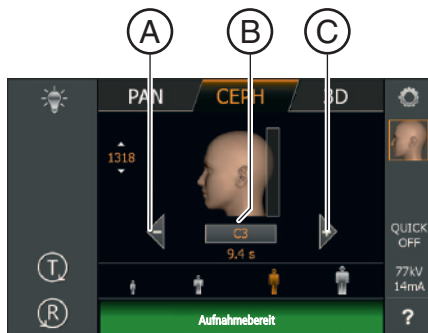 A B C
PAN CEPH 3D
1318
- +
C3
9.4 s
QUICK
OFF
T
77kV
14mA
R
Aufnahmebereit
?